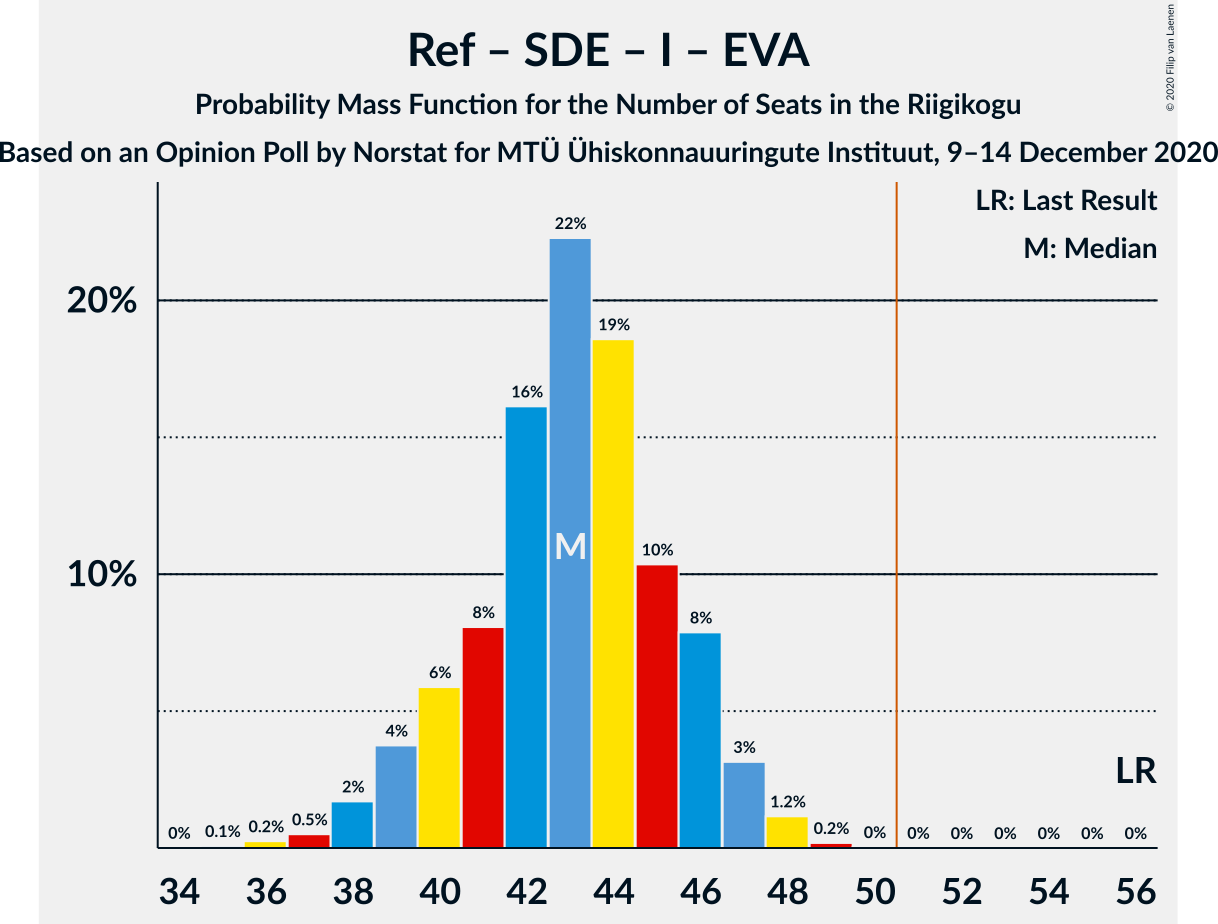 Ref – SDE – I – EVA
Probability Mass Function for the Number of Seats in the Riigikogu
Based on an Opinion Poll by Norstat for MTÜ Ühiskonnauuringute Instituut, 9–14 December 2020
© 2020 Filip van Laenen
LR: Last Result
M: Median
22%
20%
19%
16%
M
10%
10%
8%
8%
6%
4%
3%
LR
2%
1.2%
0% 0.1% 0.2% 0.5% 0.2% 0% 0% 0% 0% 0% 0% 0%
34 36 38 40 42 44 46 48 50 52 54 56